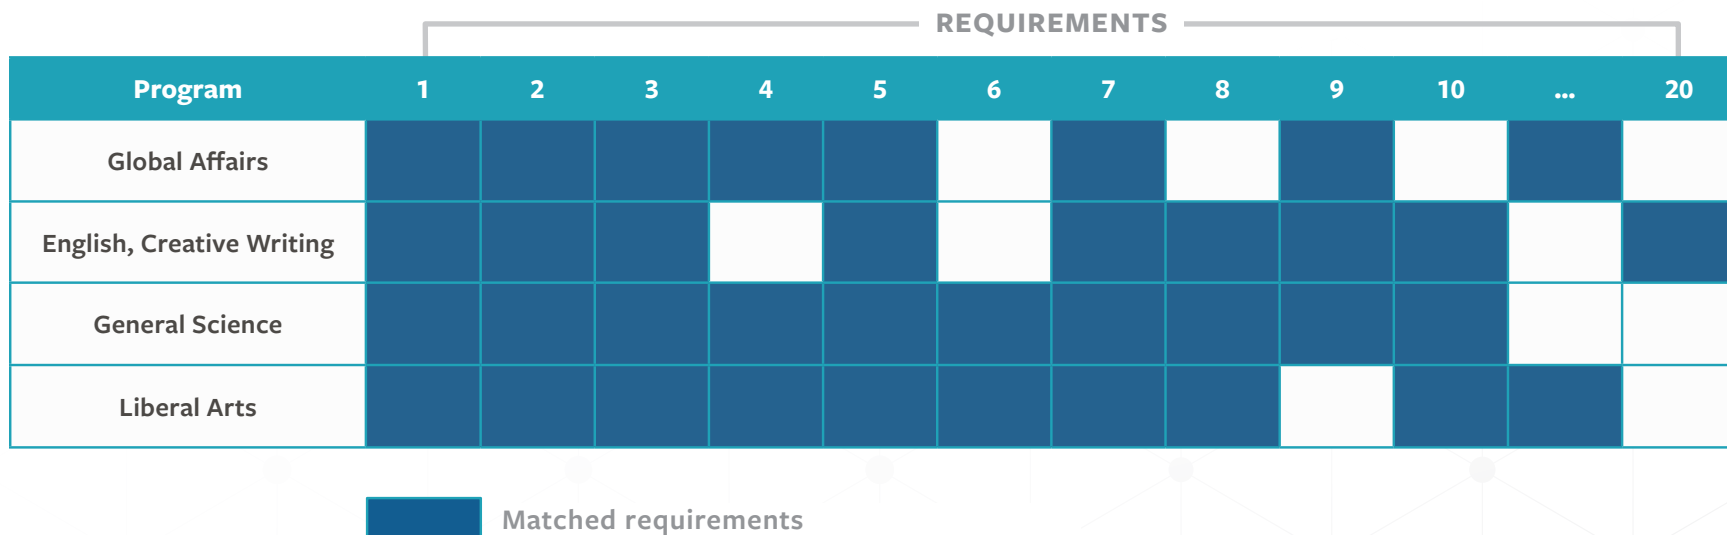 REQUIREMENTS
Program 1 2 3 4 5 6 7 8 9 10 ... 20
Global Affairs
English, Creative Writing
General Science
Liberal Arts
Matched requirements